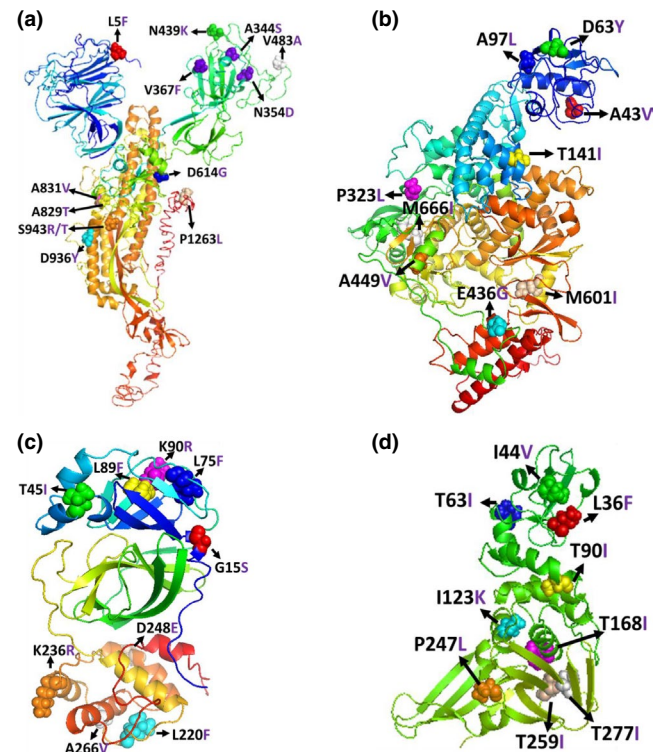 (a)
L5F
N439K
A344S
V483A
V367F
N354D
D614G
A831V
A829T
S943R/T
P1263L
D936Y
(b)
D63Y
A97L
A43V
T141I
P323L
M666I
A449V
E436G
M601I
(c)
K90R
L89F
L75F
T45I
G15S
D248E
K236R
A266V
L220F
(d)
I44V
T63I
L36F
T90I
I123K
T168I
P247L
T259I
T277I